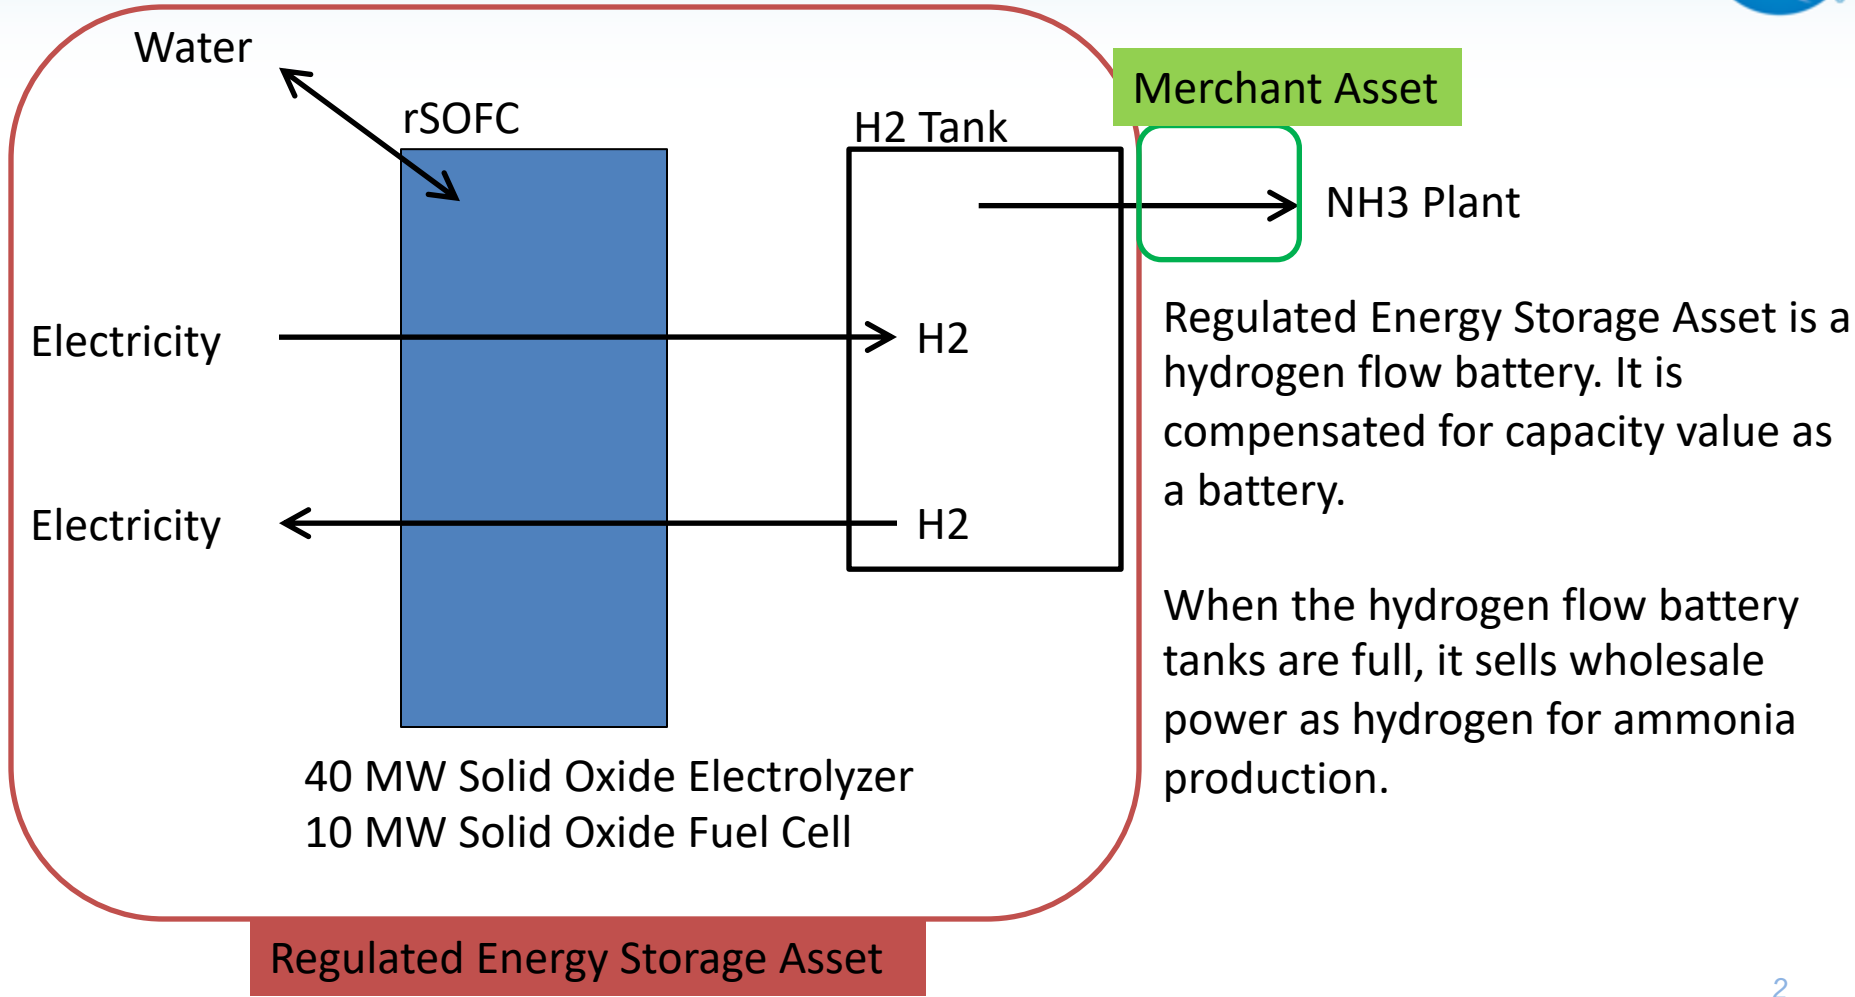 Water
rSOFC
H2 Tank
Merchant Asset
NH3 Plant
Electricity
H2
Electricity
H2
Regulated Energy Storage Asset is a
hydrogen flow battery. It is
compensated for capacity value as
a battery.
When the hydrogen flow battery
tanks are full, it sells wholesale
power as hydrogen for ammonia
production.
40 MW Solid Oxide Electrolyzer
10 MW Solid Oxide Fuel Cell
Regulated Energy Storage Asset
2